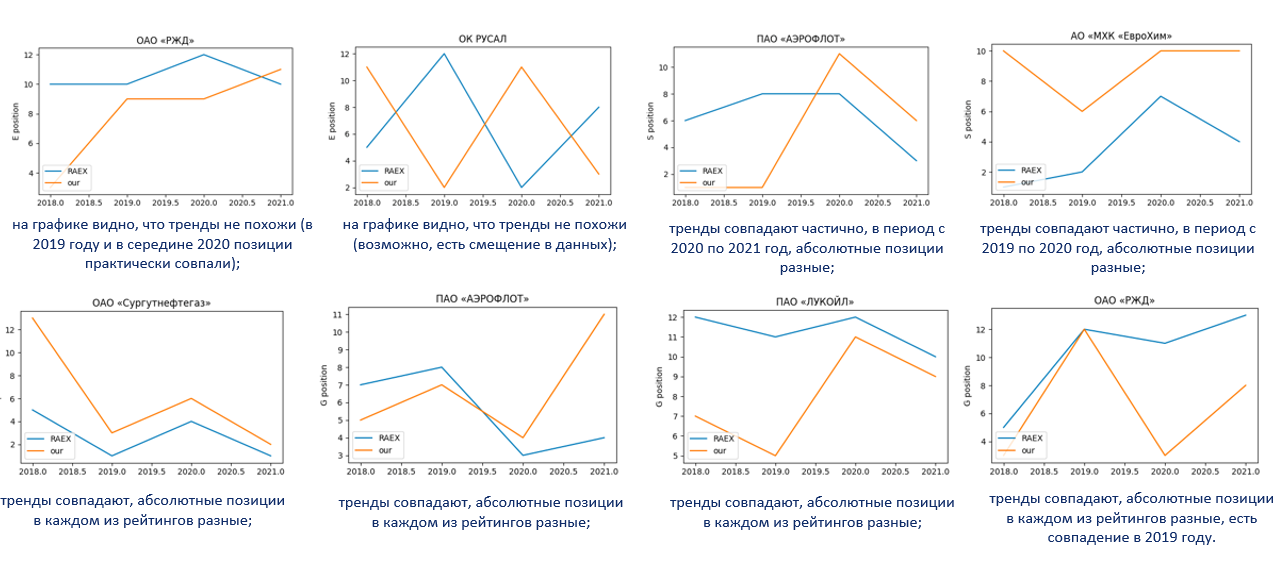 ОАО «РЖД»
12
10
8
6
4
E position
RAEX
our
2018.0 2018.5 2019.0 2019.5 2020.0 2020.5 2021.0
на графике видно, что тренды не похожи (в
2019 году и в середине 2020 позиции
практически совпали);
ОК РУСАЛ
12
10
8
6
4
2
E position
RAEX
our
2018.0 2018.5 2019.0 2019.5 2020.0 2020.5 2021.0
на графике видно, что тренды не похожи
(возможно, есть смещение в данных);
ПАО «АЭРОФЛОТ»
10
8
6
4
2
S position
RAEX
our
2018.0 2018.5 2019.0 2019.5 2020.0 2020.5 2021.0
тренды совпадают частично, в период с
2020 по 2021 год, абсолютные позиции
разные;
АО «МХК «ЕвроХим»
10
8
6
4
2
S position
RAEX
our
2018.0 2018.5 2019.0 2019.5 2020.0 2020.5 2021.0
тренды совпадают частично, в период с
2019 по 2020 год, абсолютные позиции
разные;
ОАО «Сургутнефтегаз»
12
10
8
6
4
2
RAEX
our
2018.0 2018.5 2019.0 2019.5 2020.0 2020.5 2021.0
тренды совпадают, абсолютные позиции
в каждом из рейтингов разные;
ПАО «АЭРОФЛОТ»
11
10
9
8
7
6
5
4
3
G position
RAEX
our
2018.0 2018.5 2019.0 2019.5 2020.0 2020.5 2021.0
тренды совпадают, абсолютные позиции
в каждом из рейтингов разные;
ПАО «ЛУКОЙЛ»
12
11
10
9
8
7
6
5
G position
RAEX
our
2018.0 2018.5 2019.0 2019.5 2020.0 2020.5 2021.0
тренды совпадают, абсолютные позиции
в каждом из рейтингов разные;
ОАО «РЖД»
12
10
8
6
4
G position
RAEX
our
2018.0 2018.5 2019.0 2019.5 2020.0 2020.5 2021.0
тренды совпадают, абсолютные позиции
в каждом из рейтингов разные, есть
совпадение в 2019 году.